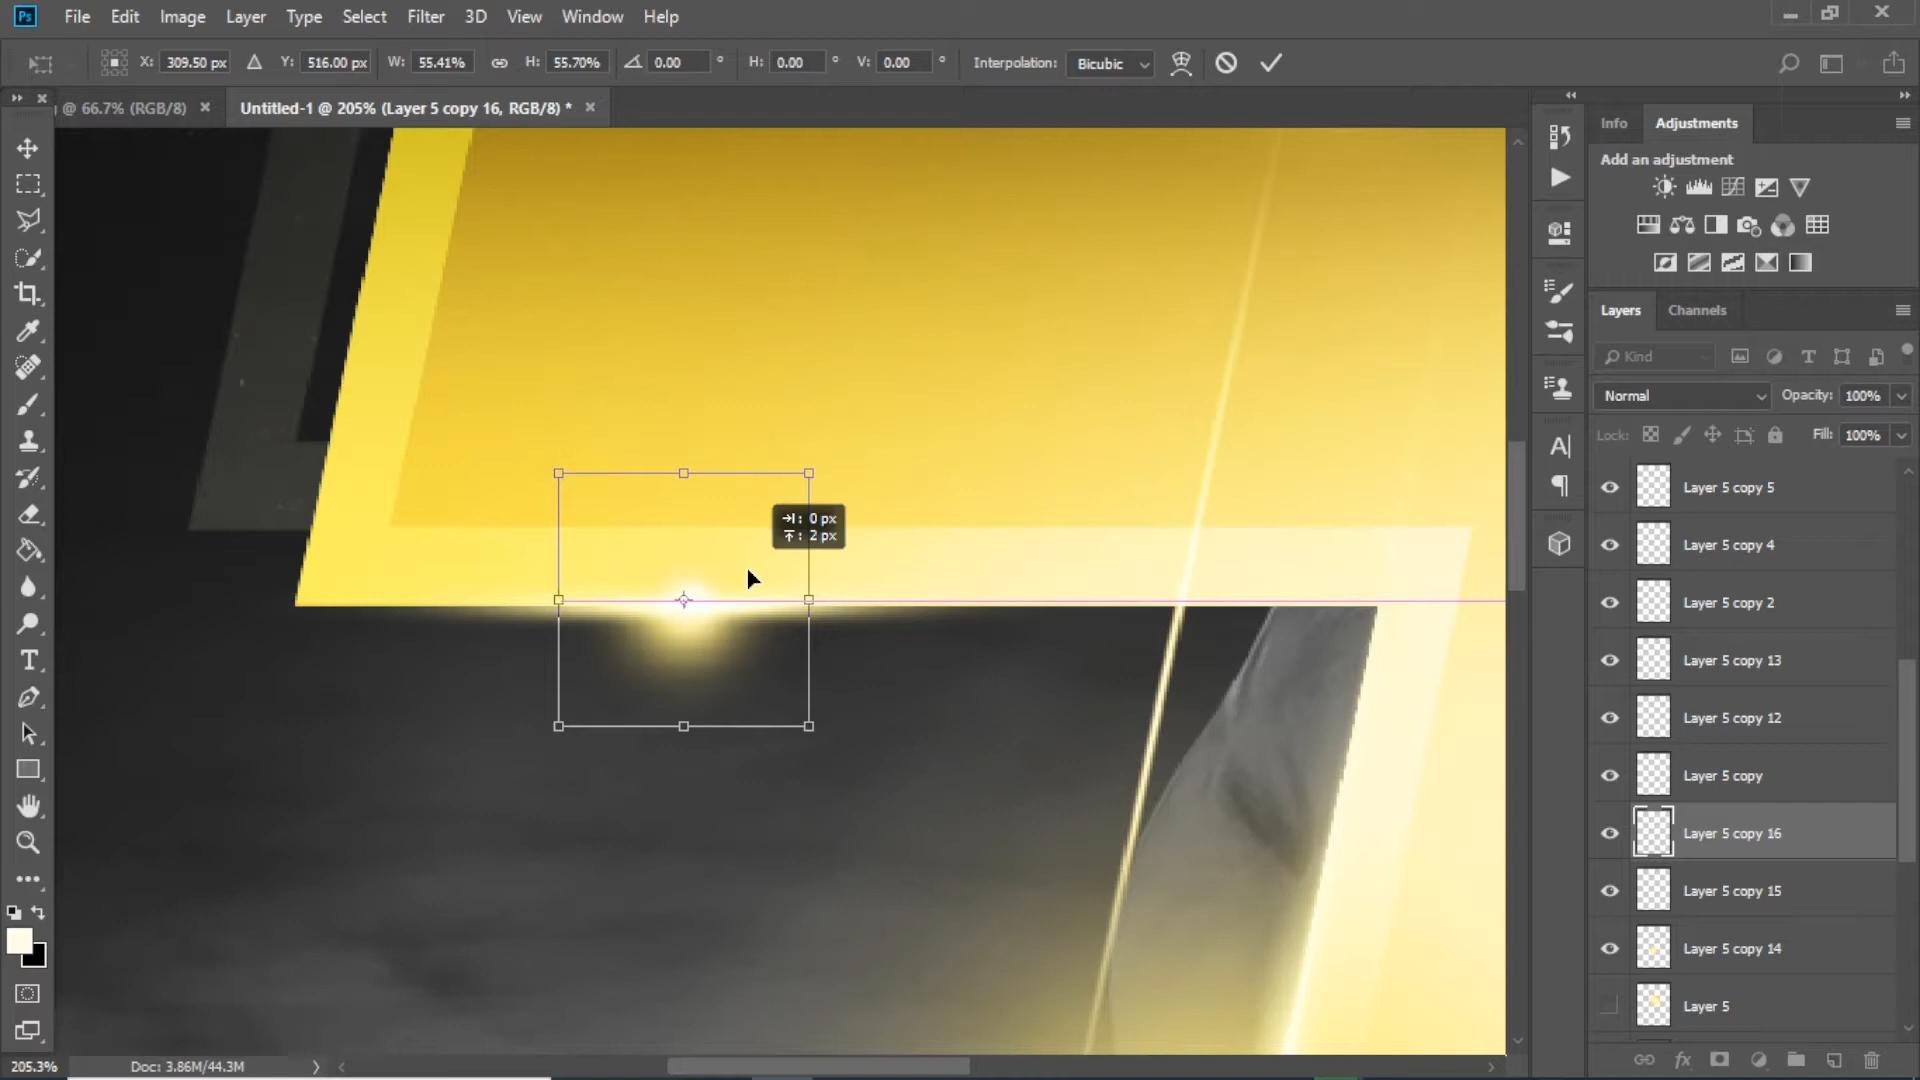 Ps File Edit Image Layer Type Select Filter 3D View Window Help
X: 309.50 px Y: 516.00 px W: 55.41% H: 55.70% 0.00 ° H: 0.00 ° V: 0.00 ° Interpolation: Bicubic
@ 66.7% (RGB/8) × Untitled-1 @ 205% (Layer 5 copy 16, RGB/8) * ×
Info Adjustments
Add an adjustment
Layers Channels
Kind
Normal Opacity: 100%
Lock: Fill: 100%
Layer 5 copy 5
Layer 5 copy 4
Layer 5 copy 2
Layer 5 copy 13
Layer 5 copy 12
Layer 5 copy
Layer 5 copy 16
Layer 5 copy 15
Layer 5 copy 14
Layer 5
: 0 px
: 2 px
205.3% Doc: 3.86M/44.3M